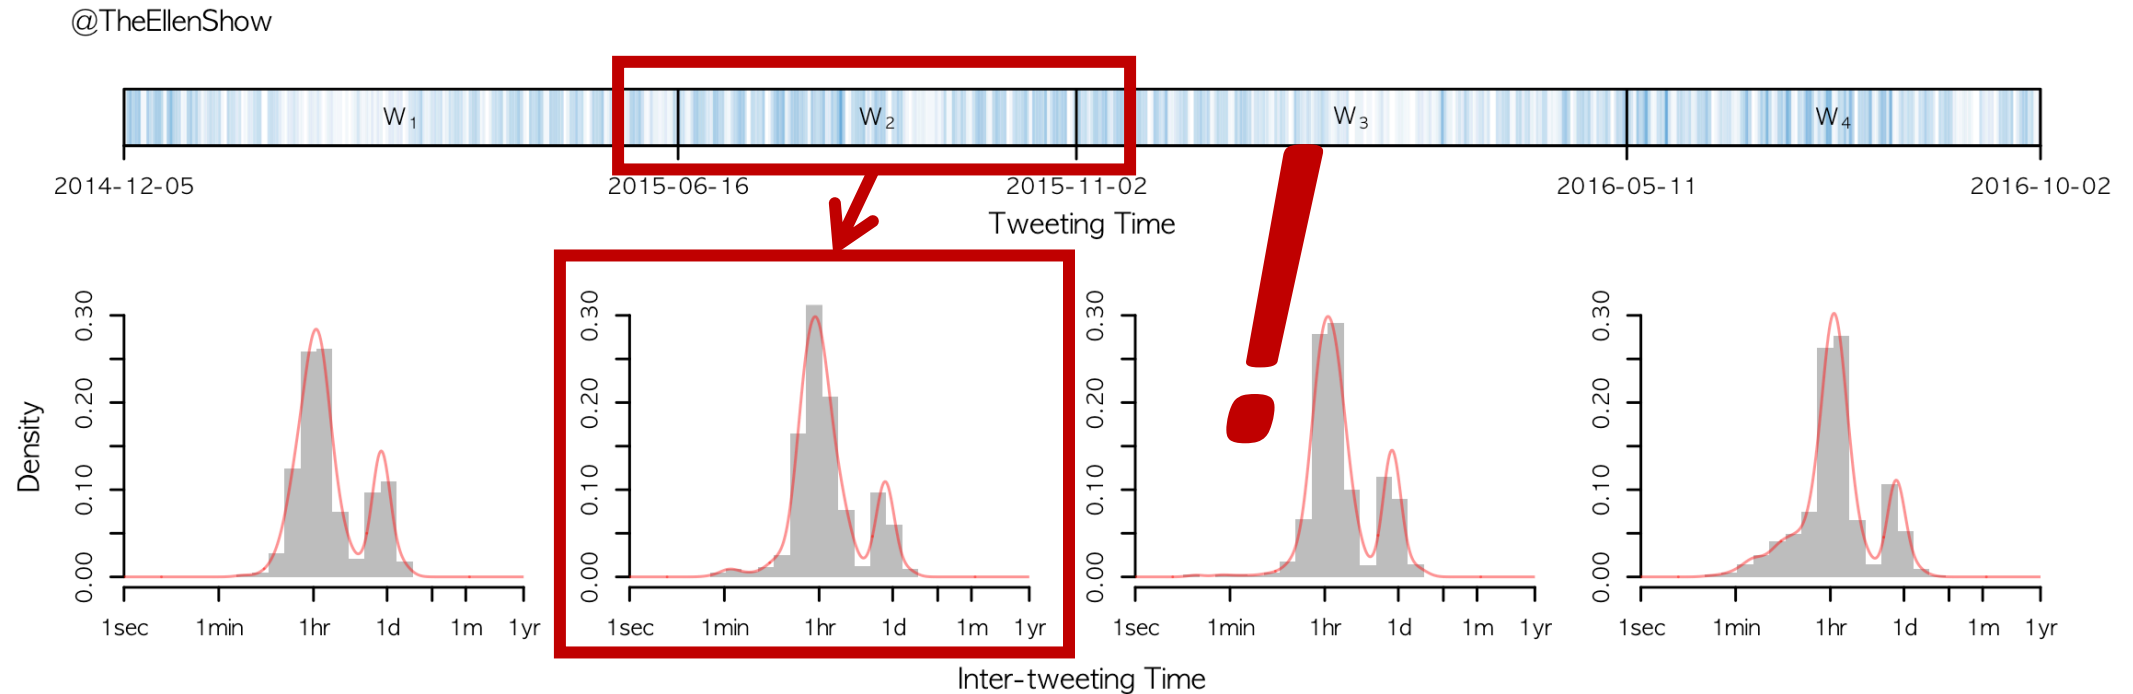 @TheEllenShow
W1 W2 W3 W4
2014-12-05 2015-06-16 2015-11-02 2016-05-11 2016-10-02
Tweeting Time
!
Density
0.00 0.10 0.20 0.30
0.00 0.10 0.20 0.30
0.00 0.10 0.20 0.30
0.00 0.10 0.20 0.30
1sec 1min 1hr 1d 1m 1yr
1sec 1min 1hr 1d 1m 1yr
1sec 1min 1hr 1d 1m 1yr
1sec 1min 1hr 1d 1m 1yr
Inter-tweeting Time